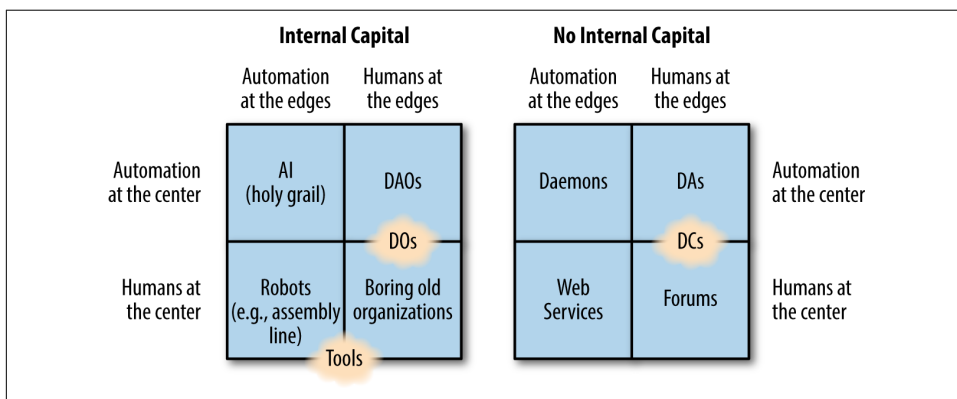 Internal Capital
No Internal Capital
Automation
at the edges
Humans at
the edges
Automation
at the edges
Humans at
the edges
Automation
at the center
AI
(holy grail)
DAOs
Daemons
DAs
Automation
at the center
DOs
DCs
Humans at
the center
Robots
(e.g., assembly
line)
Boring old
organizations
Web
Services
Forums
Humans at
the center
Tools